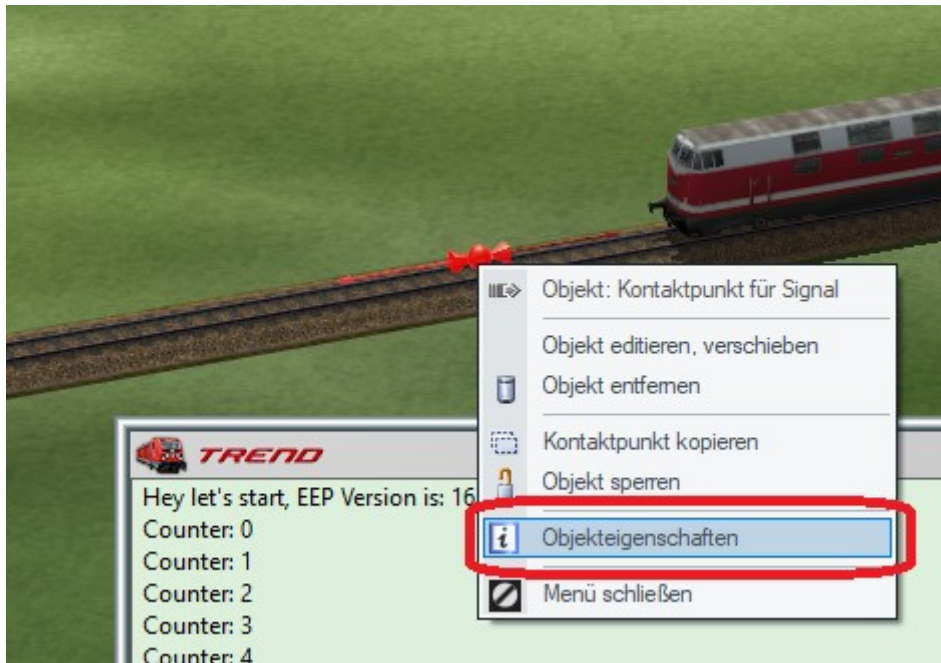 Objekt: Kontaktpunkt für Signal
Objekt editieren, verschieben
Objekt entfernen
Kontaktpunkt kopieren
Objekt sperren
Objekteigenschaften
Menü schließen
TREND
Hey let's start, EEP Version is: 16
Counter: 0
Counter: 1
Counter: 2
Counter: 3
Counter: 4